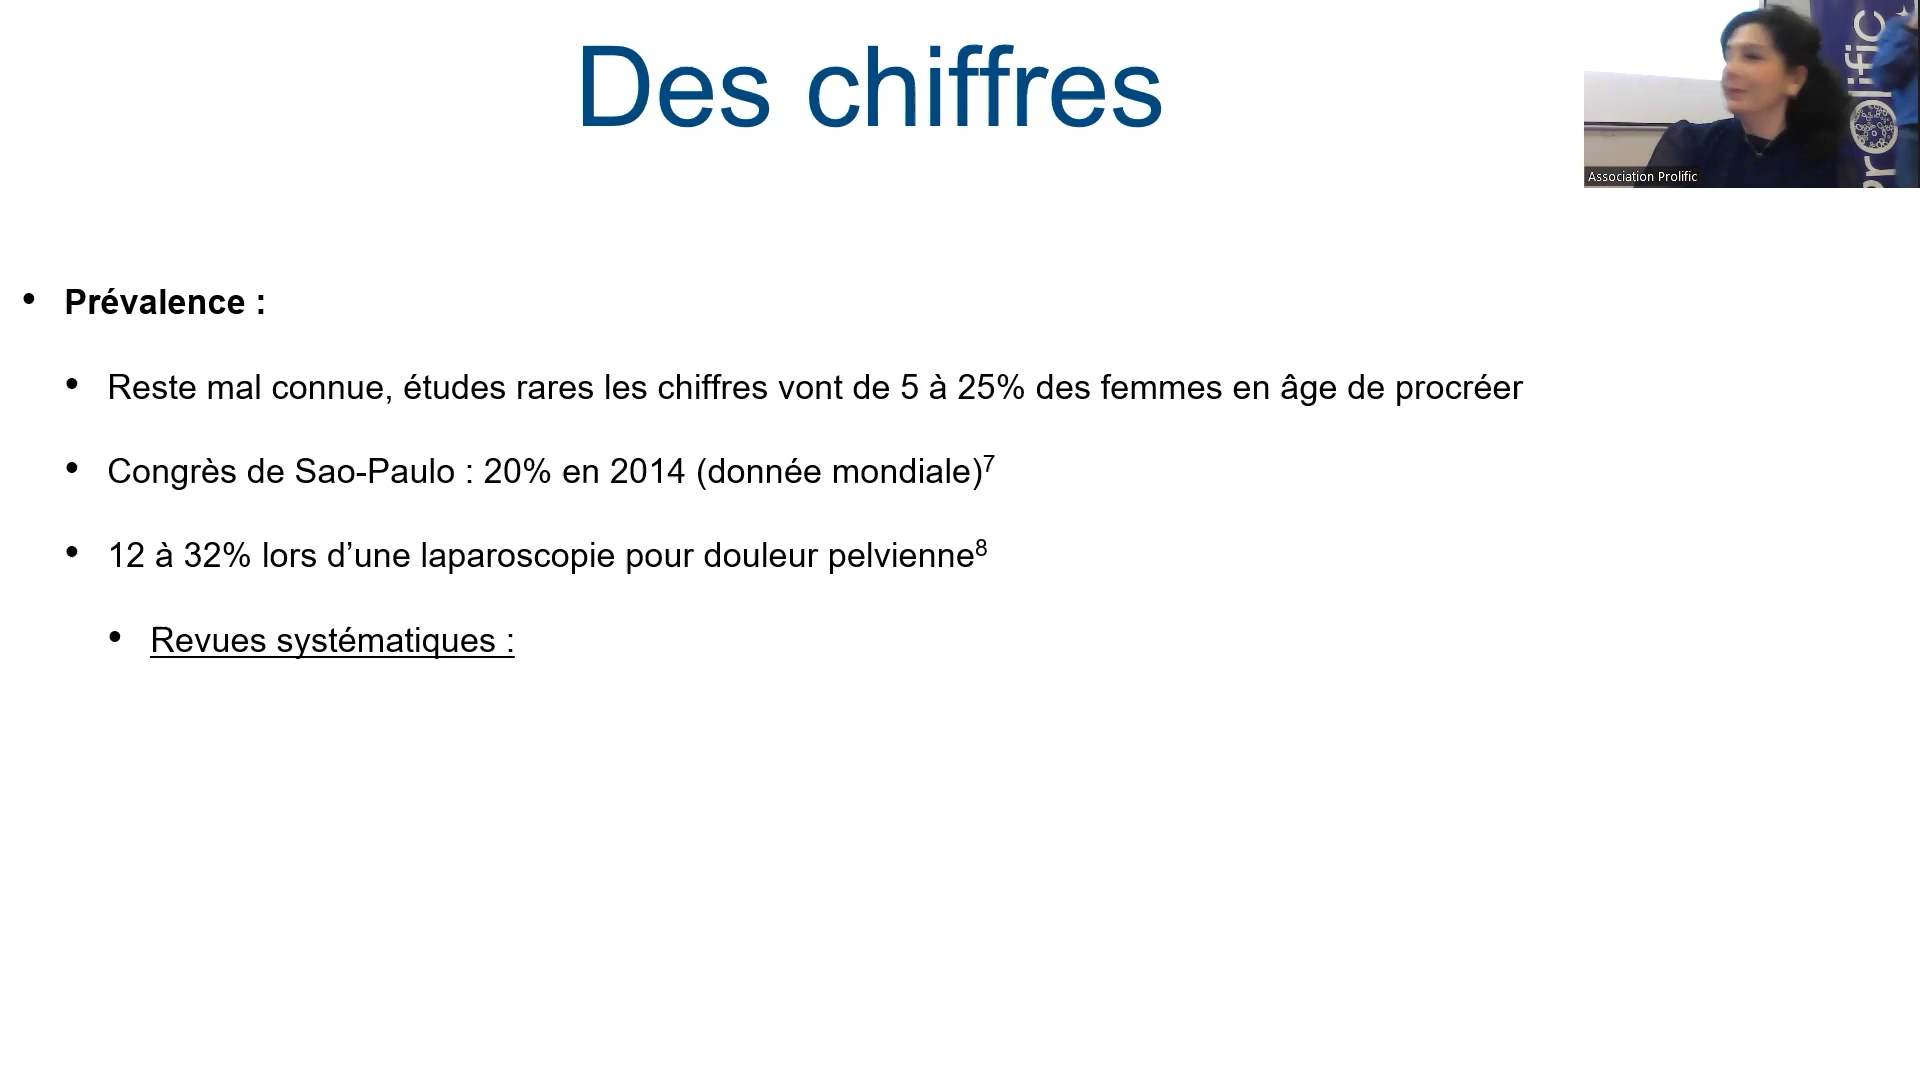 Des chiffres
Prolific
Association Prolific
• Prévalence :
• Reste mal connue, études rares les chiffres vont de 5 à 25% des femmes en âge de procréer
• Congrès de Sao-Paulo : 20% en 2014 (donnée mondiale)⁷
• 12 à 32% lors d’une laparoscopie pour douleur pelvienne⁸
• Revues systématiques :